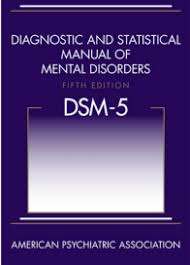 DIAGNOSTIC AND STATISTICAL
MANUAL OF
MENTAL DISORDERS
FIFTH EDITION
DSM-5
AMERICAN PSYCHIATRIC ASSOCIATION